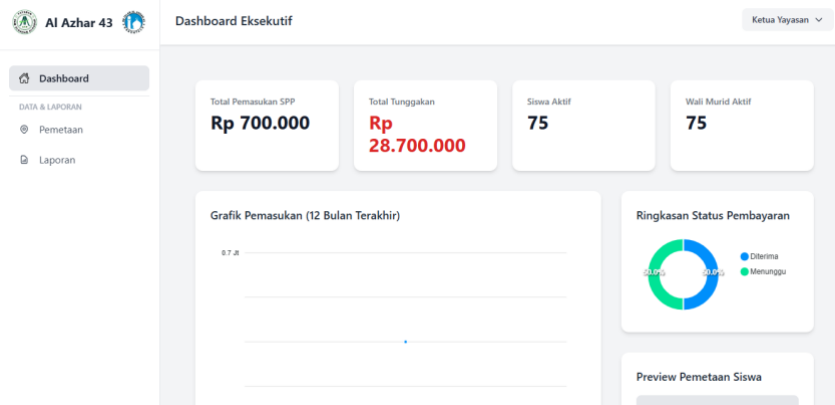 Al Azhar 43
Dashboard Eksekutif
Ketua Yayasan
Dashboard
DATA & LAPORAN
Pemetaan
Laporan
Total Pemasukan SPP
Rp 700.000
Total Tunggakan
Rp
28.700.000
Siswa Aktif
75
Wali Murid Aktif
75
Grafik Pemasukan (12 Bulan Terakhir)
0.7 Jt
Ringkasan Status Pembayaran
50.0%
50.0%
Diterima
Menunggu
Preview Pemetaan Siswa